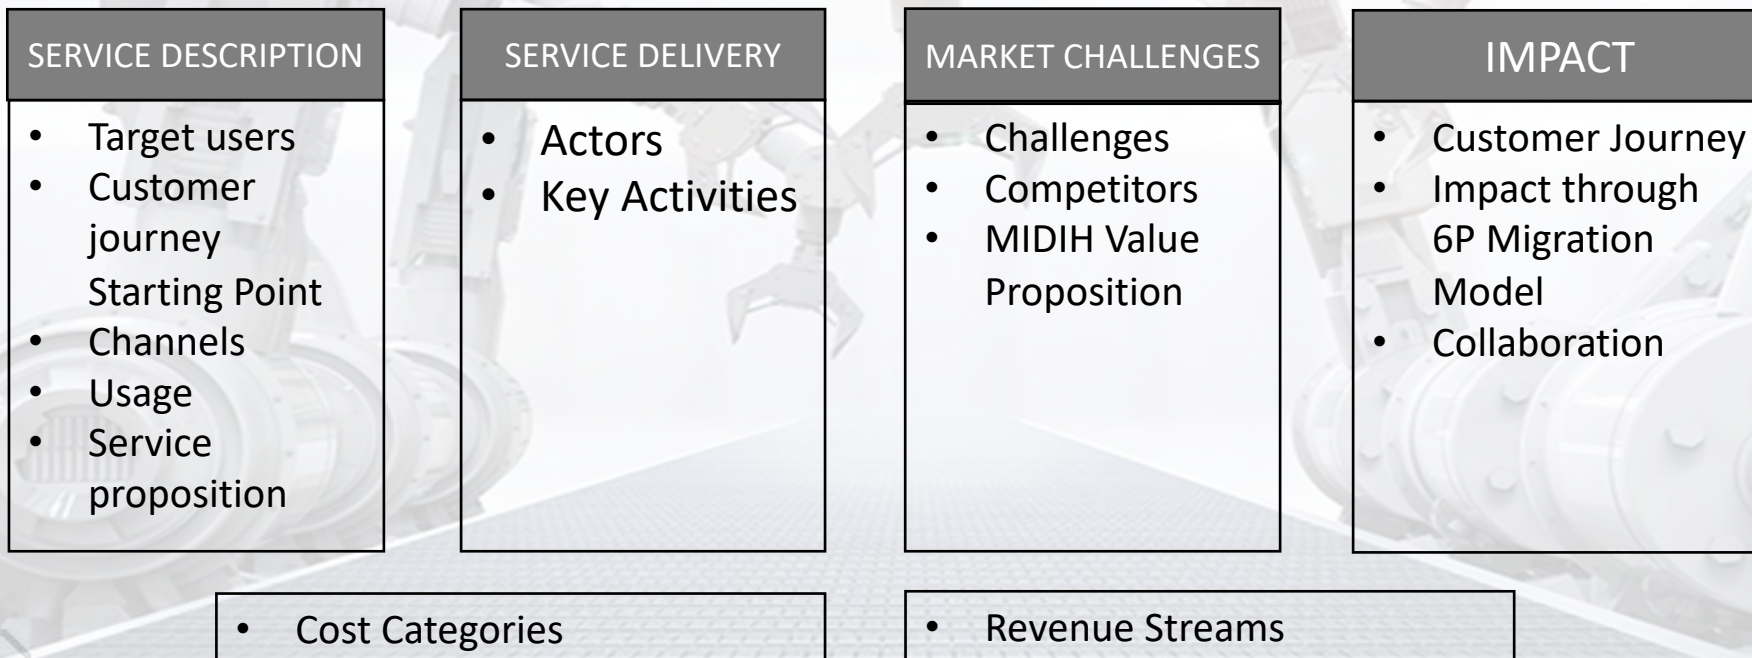 SERVICE DESCRIPTION
• Target users
• Customer
journey
Starting Point
• Channels
• Usage
• Service
proposition
SERVICE DELIVERY
• Actors
• Key Activities
MARKET CHALLENGES
• Challenges
• Competitors
• MIDIH Value
Proposition
IMPACT
• Customer Journey
• Impact through
6P Migration
Model
• Collaboration
• Cost Categories
• Revenue Streams